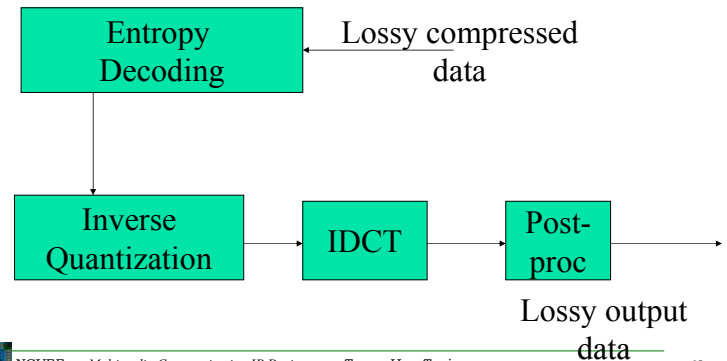 Entropy
Decoding
Lossy compressed
data
Inverse
Quantization
IDCT
Post-
proc
Lossy output
data